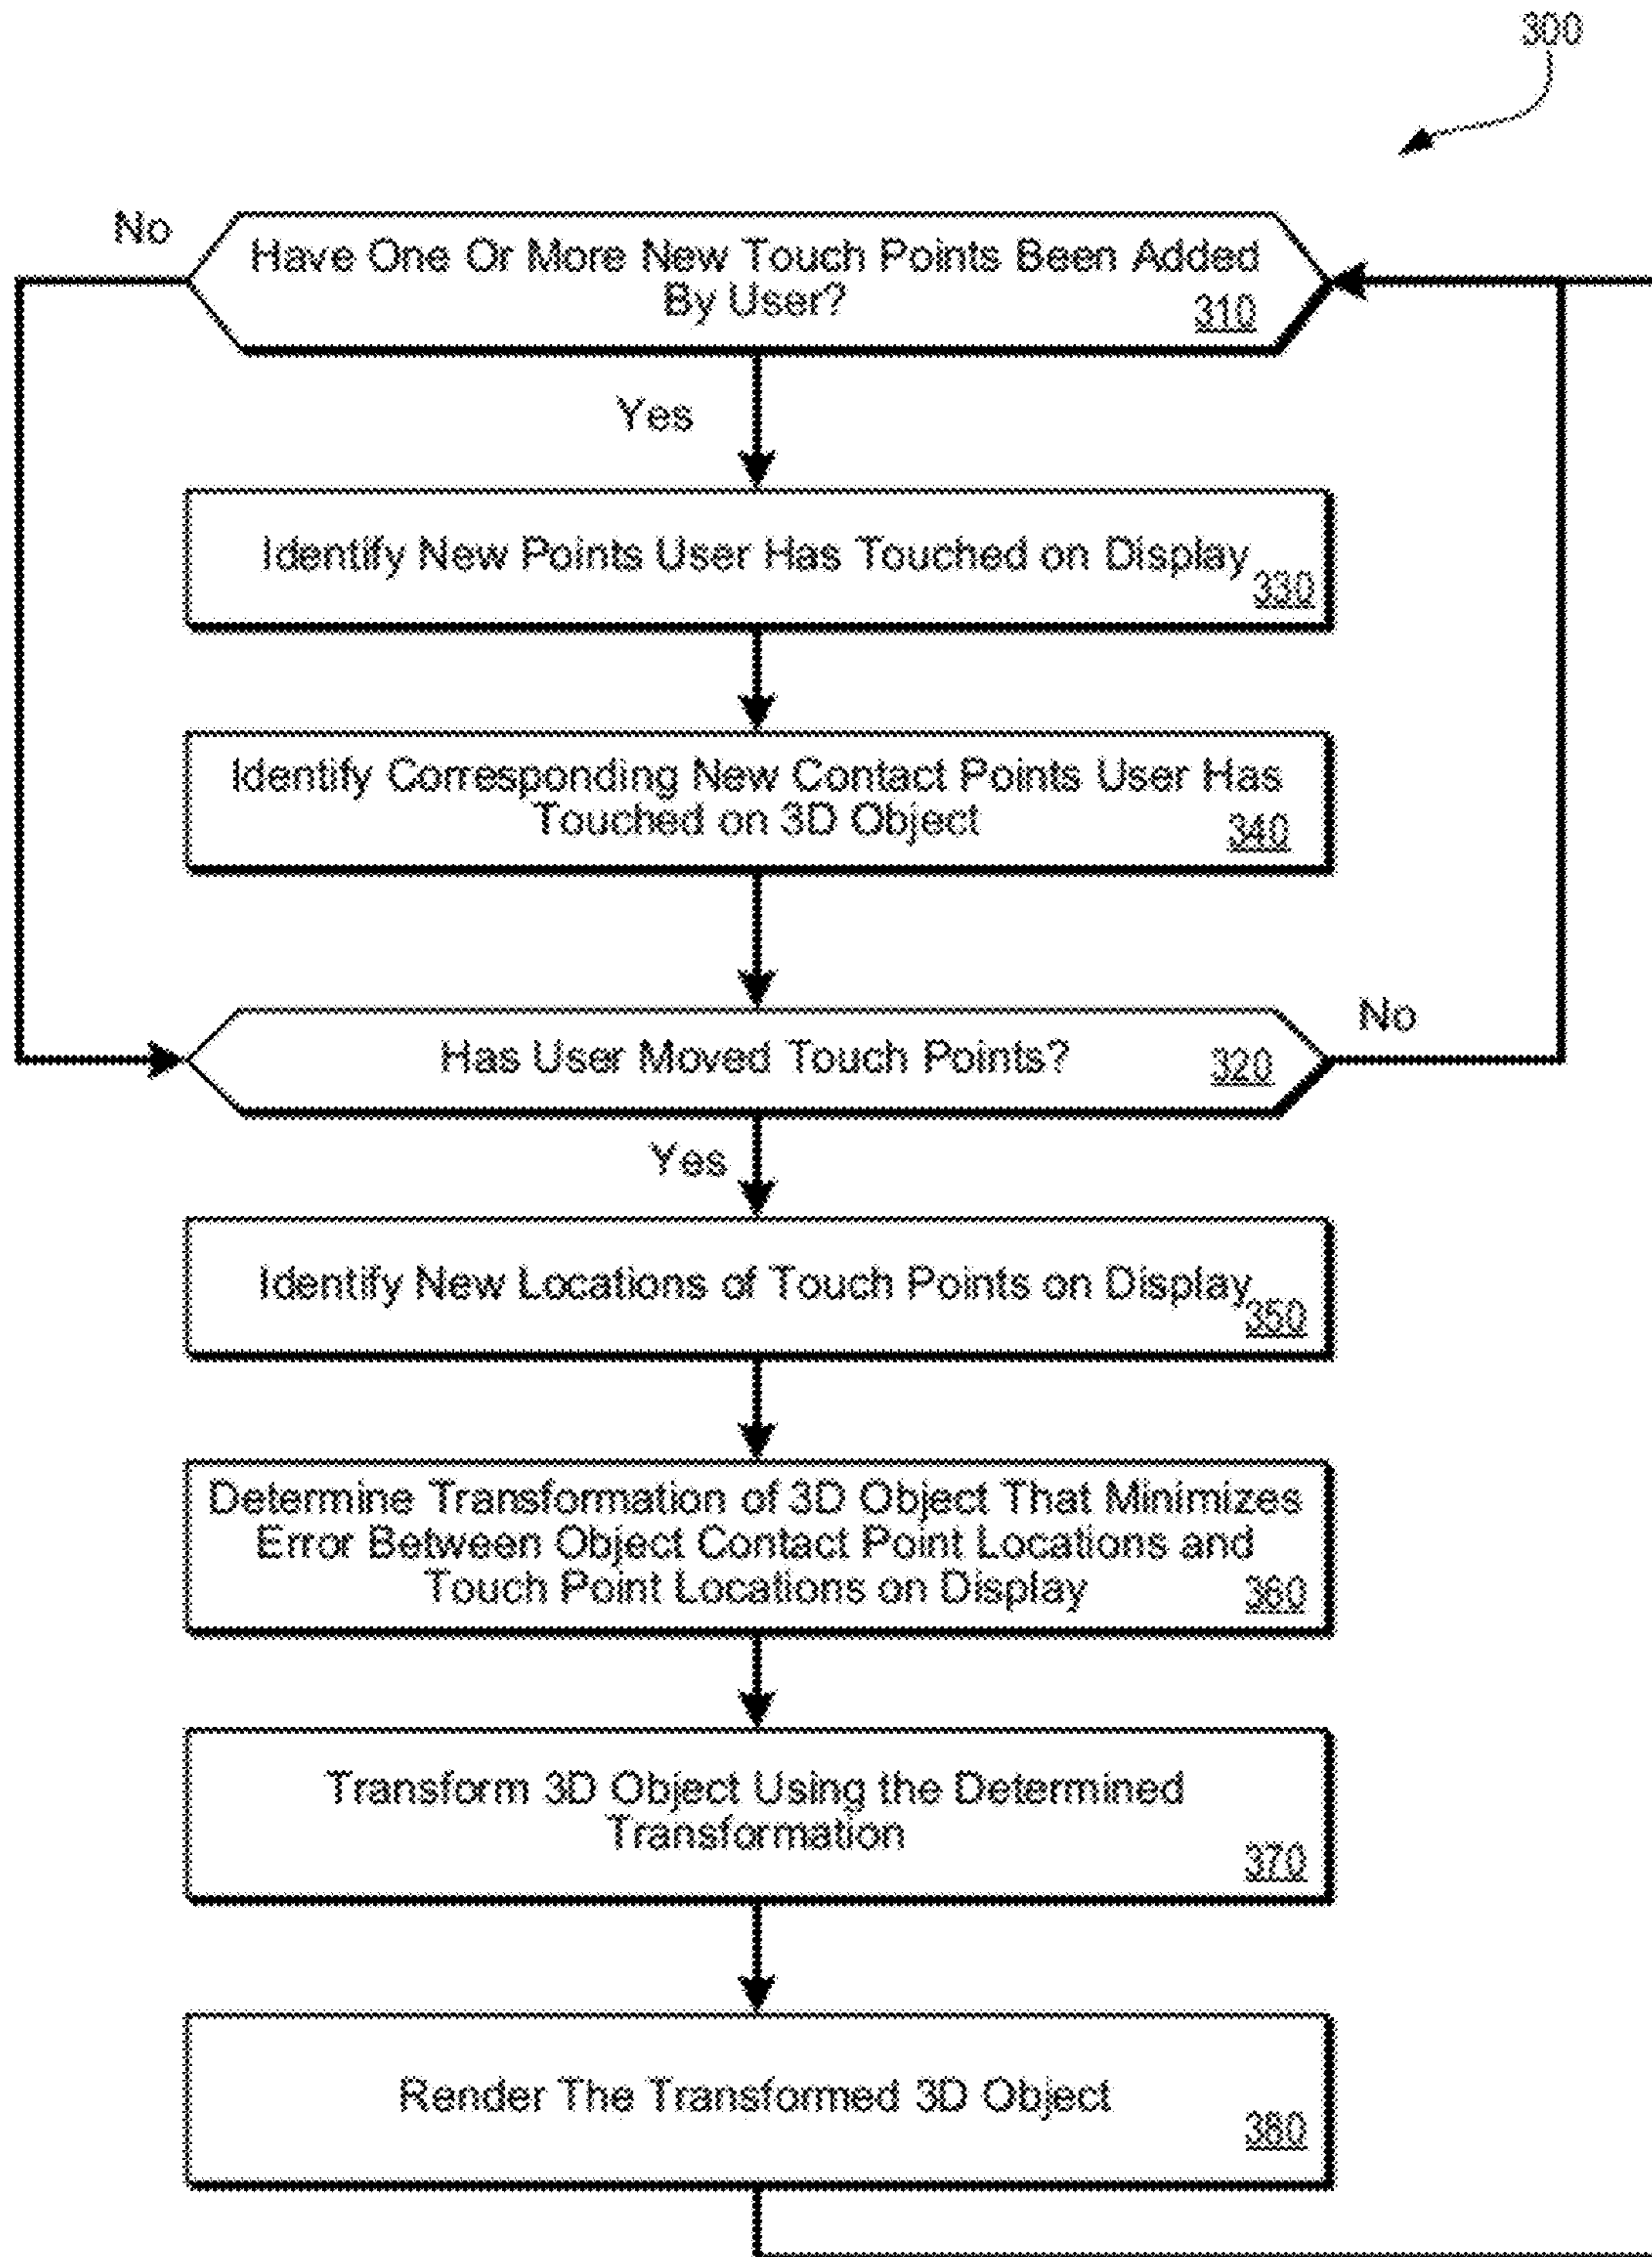 300
No
Have One Or More New Touch Points Been Added
By User?
310
Yes
Identify New Points User Has Touched on Display
330
Identify Corresponding New Contact Points User Has
Touched on 3D Object
340
Has User Moved Touch Points?
320
No
Yes
Identify New Locations of Touch Points on Display
350
Determine Transformation of 3D Object That Minimizes
Error Between Object Contact Point Locations and
Touch Point Locations on Display
360
Transform 3D Object Using the Determined
Transformation
370
Render The Transformed 3D Object
380